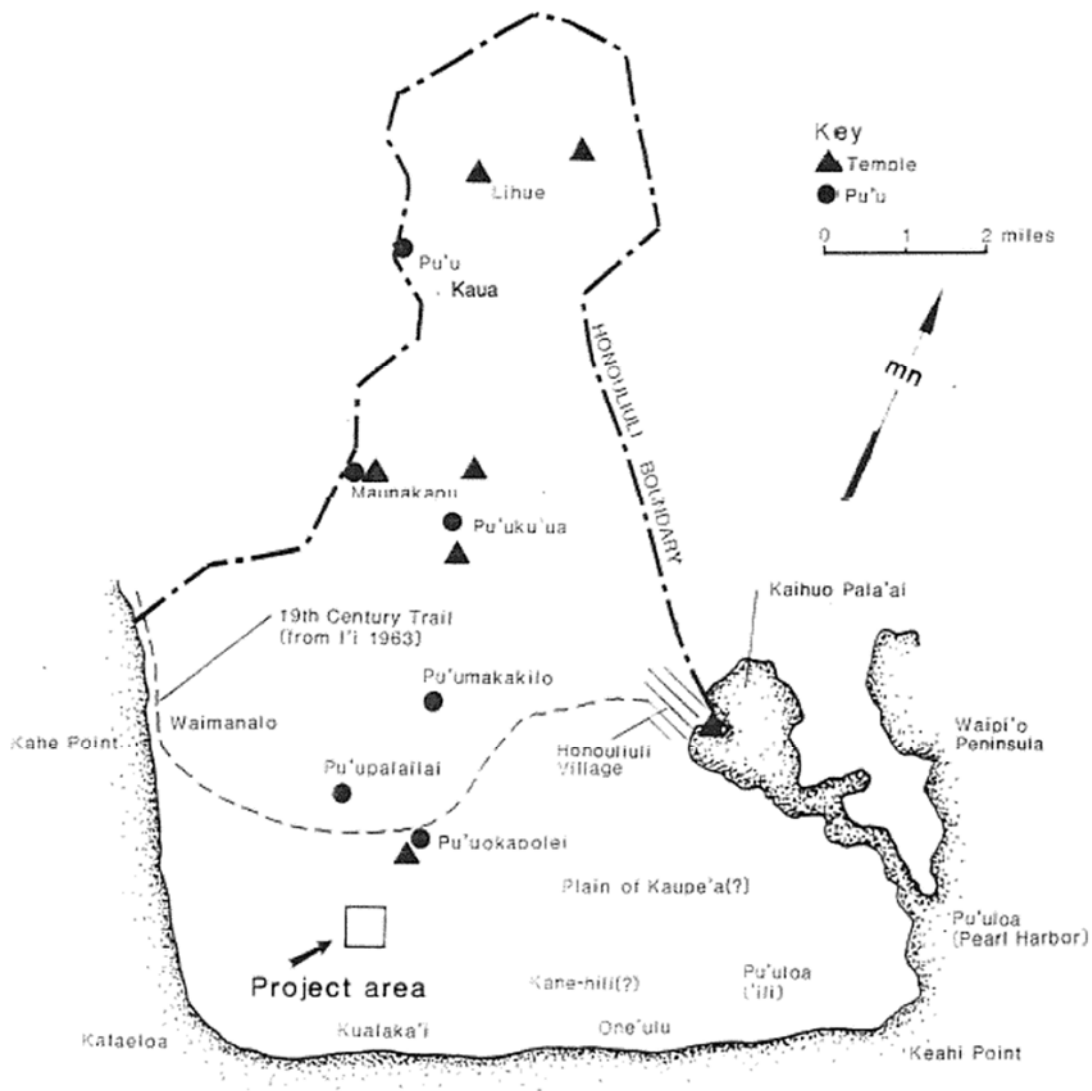 Key
Temple
Pu'u
Lihue
0 1 2 miles
Pu'u
Kaua
mn
HONOULIULI BOUNDARY
Maunakapu
Pu'uku'ua
Kaihuo Pala'ai
19th Century Trail
(from I'i 1963)
Pu'umakakilo
Waimanalo
Kahe Point
Waipi'o
Peninsula
Honouliuli
Village
Pu'upalailai
Pu'uokapolei
Plain of Kaupe'a(?)
Pu'uloa
(Pearl Harbor)
Project area
Kane-hili(?)
Pu'uloa
('ili)
Kalaeloa
Kualaka'i
One'ulu
Keahi Point